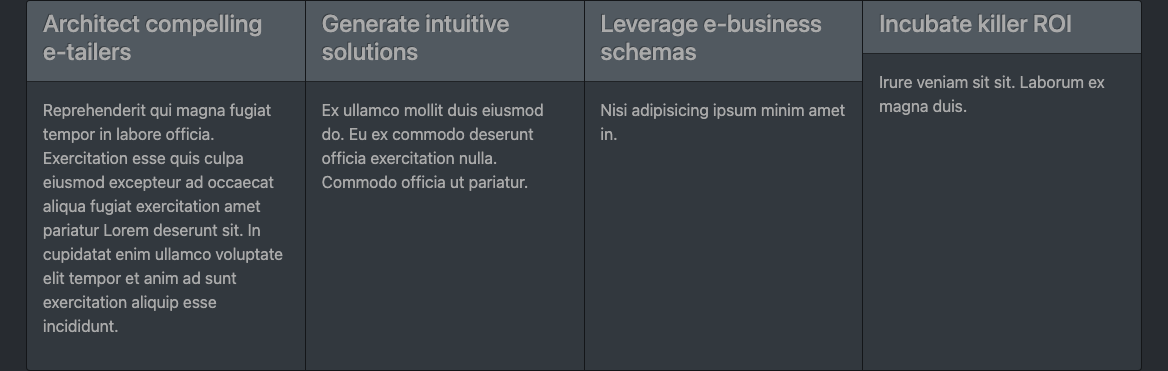 Architect compelling
e-tailers
Reprehenderit qui magna fugiat
tempor in labore officia.
Exercitation esse quis culpa
eiusmod excepteur ad occaecat
aliqua fugiat exercitation amet
pariatur Lorem deserunt sit. In
cupidatat enim ullamco voluptate
elit tempor et anim ad sunt
exercitation aliquip esse
incididunt.
Generate intuitive
solutions
Ex ullamco mollit duis eiusmod
do. Eu ex commodo deserunt
officia exercitation nulla.
Commodo officia ut pariatur.
Leverage e-business
schemas
Nisi adipisicing ipsum minim amet
in.
Incubate killer ROI
Irure veniam sit sit. Laborum ex
magna duis.